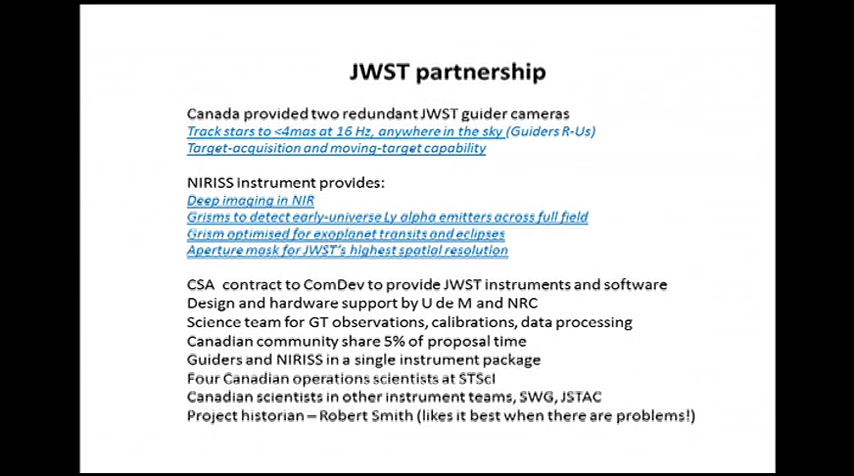 JWST partnership
Canada provided two redundant JWST guider cameras
Track stars to <4mas at 16 Hz, anywhere in the sky (Guiders R-Us)
Target-acquisition and moving-target capability
NIRISS Instrument provides:
Deep imaging in NIR
Grisms to detect early-universe Ly alpha emitters across full field
Grism optimised for exoplanet transits and eclipses
Aperture mask for JWST's highest spatial resolution
CSA contract to ComDev to provide JWST instruments and software
Design and hardware support by U de M and NRC
Science team for GT observations, calibrations, data processing
Canadian community share 5% of proposal time
Guiders and NIRISS in a single instrument package
Four Canadian operations scientists at STScI
Canadian scientists in other instrument teams, SWG, JSTAC
Project historian – Robert Smith (likes it best when there are problems!)